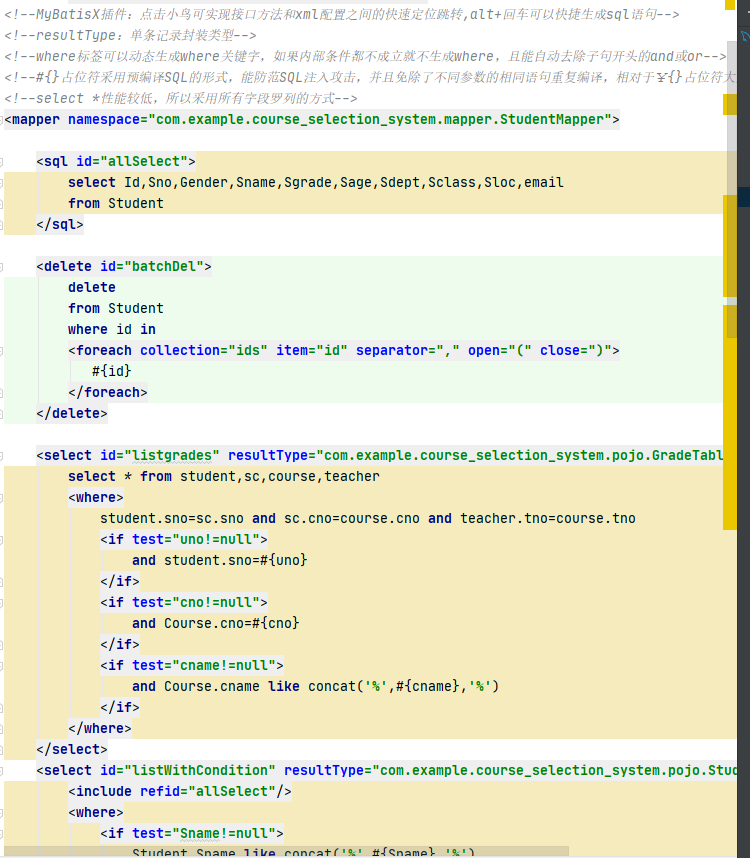 <!--MyBatisX插件：点击小鸟可实现接口方法和xml配置之间的快速定位跳转,alt+回车可以快捷生成sql语句-->
<!--resultType：单条记录封装类型-->
<!--where标签可以动态生成where关键字，如果内部条件都不成立就不生成where，且能自动去除子句开头的and或or-->
<!--#{}占位符采用预编译SQL的形式，能防范SQL注入攻击，并且免除了不同参数的相同语句重复编译，相对于${}占位符大
<!--select *性能较低，所以采用所有字段罗列的方式-->
<mapper namespace="com.example.course_selection_system.mapper.StudentMapper">
<sql id="allSelect">
select Id,Sno,Gender,Sname,Sgrade,Sage,Sdept,Sclass,Sloc,email
from Student
</sql>
<delete id="batchDel">
delete
from Student
where id in
<foreach collection="ids" item="id" separator="," open="(" close=")">
#{id}
</foreach>
</delete>
<select id="listgrades" resultType="com.example.course_selection_system.pojo.GradeTabl
select * from student,sc,course,teacher
<where>
student.sno=sc.sno and sc.cno=course.cno and teacher.tno=course.tno
<if test="uno!=null">
and student.sno=#{uno}
</if>
<if test="cno!=null">
and Course.cno=#{cno}
</if>
<if test="cname!=null">
and Course.cname like concat('%',#{cname},'%')
</if>
</where>
</select>
<select id="listWithCondition" resultType="com.example.course_selection_system.pojo.Stud
<include refid="allSelect"/>
<where>
<if test="Sname!=null">
Student.Sname like concat('%',#{Sname},'%')